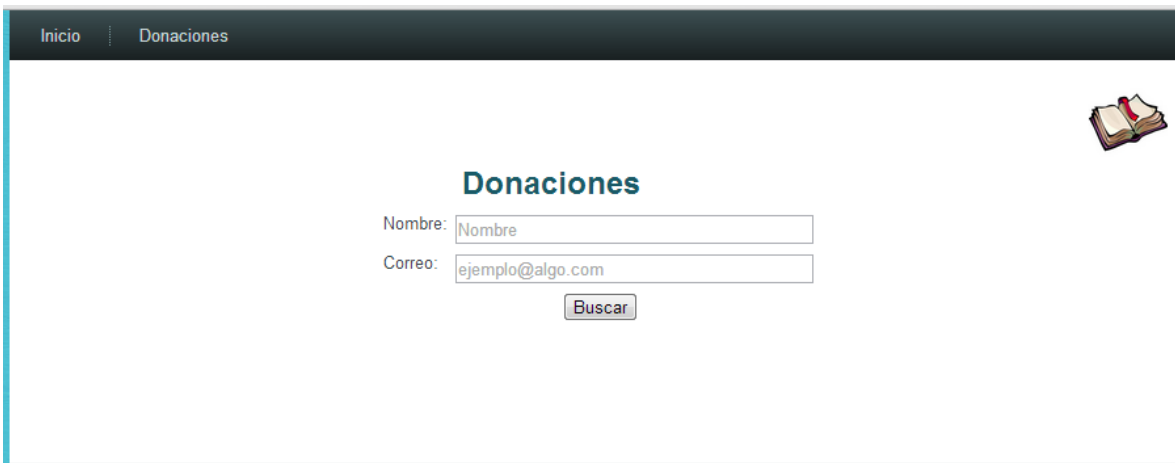 Inicio Donaciones
Donaciones
Nombre: Nombre
Correo: ejemplo@algo.com
Buscar